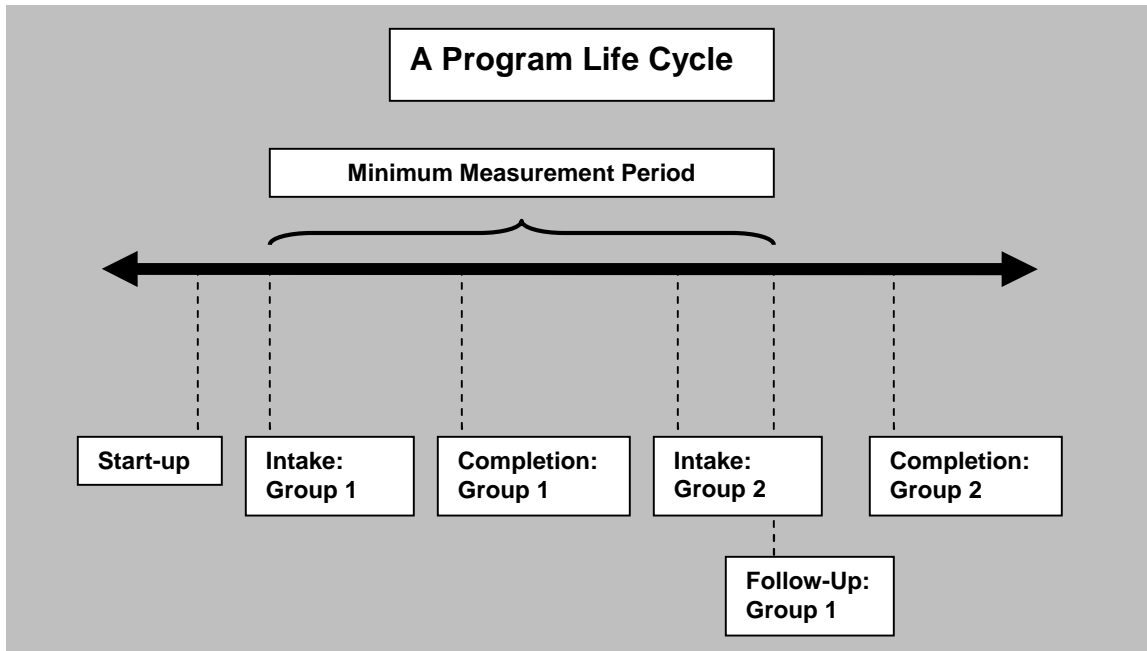 A Program Life Cycle
Minimum Measurement Period
Start-up
Intake:
Group 1
Completion:
Group 1
Intake:
Group 2
Completion:
Group 2
Follow-Up:
Group 1